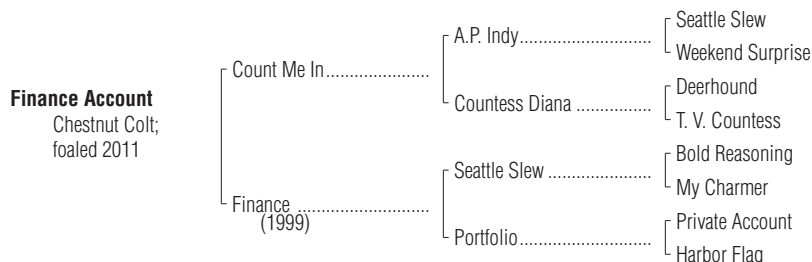 Finance Account
Chestnut Colt;
foaled 2011
Count Me In......................
Finance ...........................
(1999)
A.P. Indy...........................
Countess Diana ...............
Seattle Slew .....................
Portfolio...........................
Seattle Slew
Weekend Surprise
Deerhound
T. V. Countess
Bold Reasoning
My Charmer
Private Account
Harbor Flag